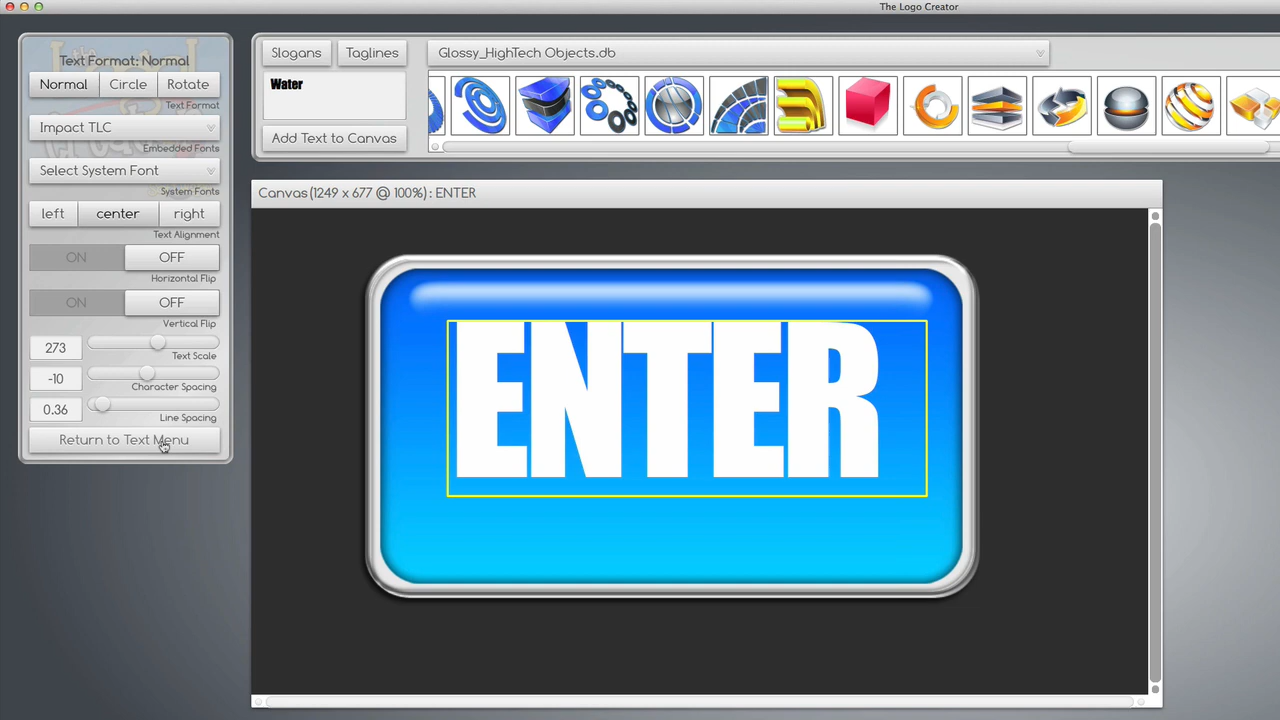 The Logo Creator
Text Format: Normal
Normal
Circle
Rotate
Text Format
Impact TLC
Embedded Fonts
Select System Font
System Fonts
left
center
right
Text Alignment
ON
OFF
Horizontal Flip
ON
OFF
Vertical Flip
273
Text Scale
-10
Character Spacing
0.36
Line Spacing
Return to Text Menu
Slogans
Taglines
Water
Add Text to Canvas
Glossy_HighTech Objects.db
Canvas (1249 x 677 @ 100%) : ENTER
ENTER